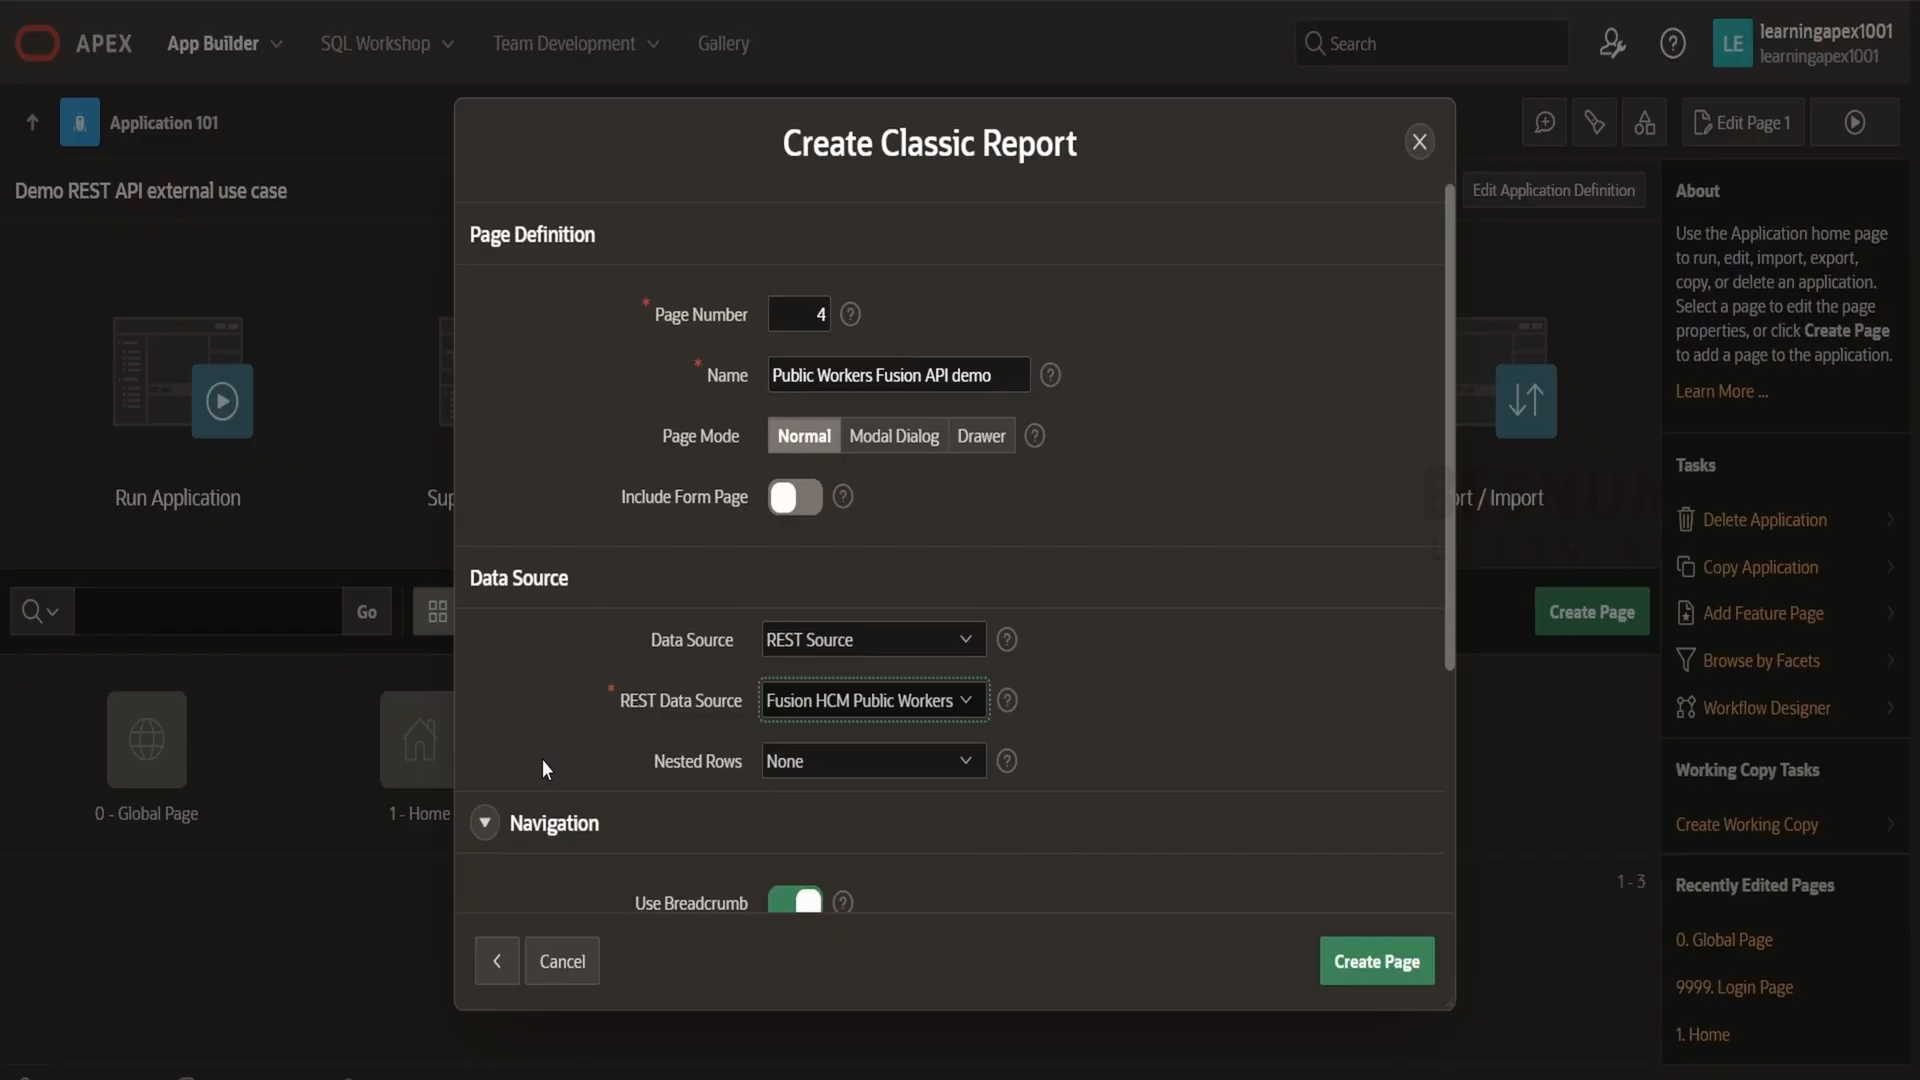 APEX
App Builder
SQL Workshop
Team Development
Gallery
Search
LE
learningapex1001
learningapex1001
Application 101
Edit Page 1
Create Classic Report
Demo REST API external use case
Edit Application Definition
About
Use the Application home page
to run, edit, import, export,
copy, or delete an application.
Select a page to edit the page
properties, or click Create Page
to add a page to the application.
Learn More ...
Page Definition
* Page Number
4
* Name
Public Workers Fusion API demo
Page Mode
Normal
Modal Dialog
Drawer
Include Form Page
Run Application
Sup
ort / Import
Tasks
Delete Application
Copy Application
Add Feature Page
Browse by Facets
Workflow Designer
Data Source
Go
Create Page
Data Source
REST Source
* REST Data Source
Fusion HCM Public Workers
Nested Rows
None
0 - Global Page
1 - Home
Navigation
Use Breadcrumb
Working Copy Tasks
Create Working Copy
1 - 3
Recently Edited Pages
0. Global Page
9999. Login Page
1. Home
Cancel
Create Page